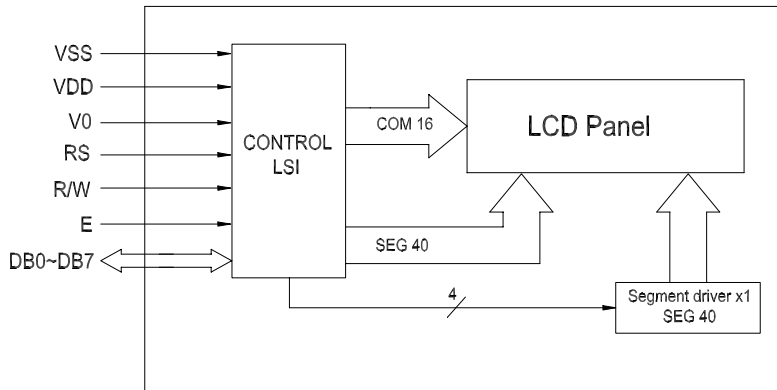 VSS
VDD
V0
RS
R/W
E
DB0~DB7
CONTROL
LSI
COM 16
SEG 40
LCD Panel
4
Segment driver x1
SEG 40